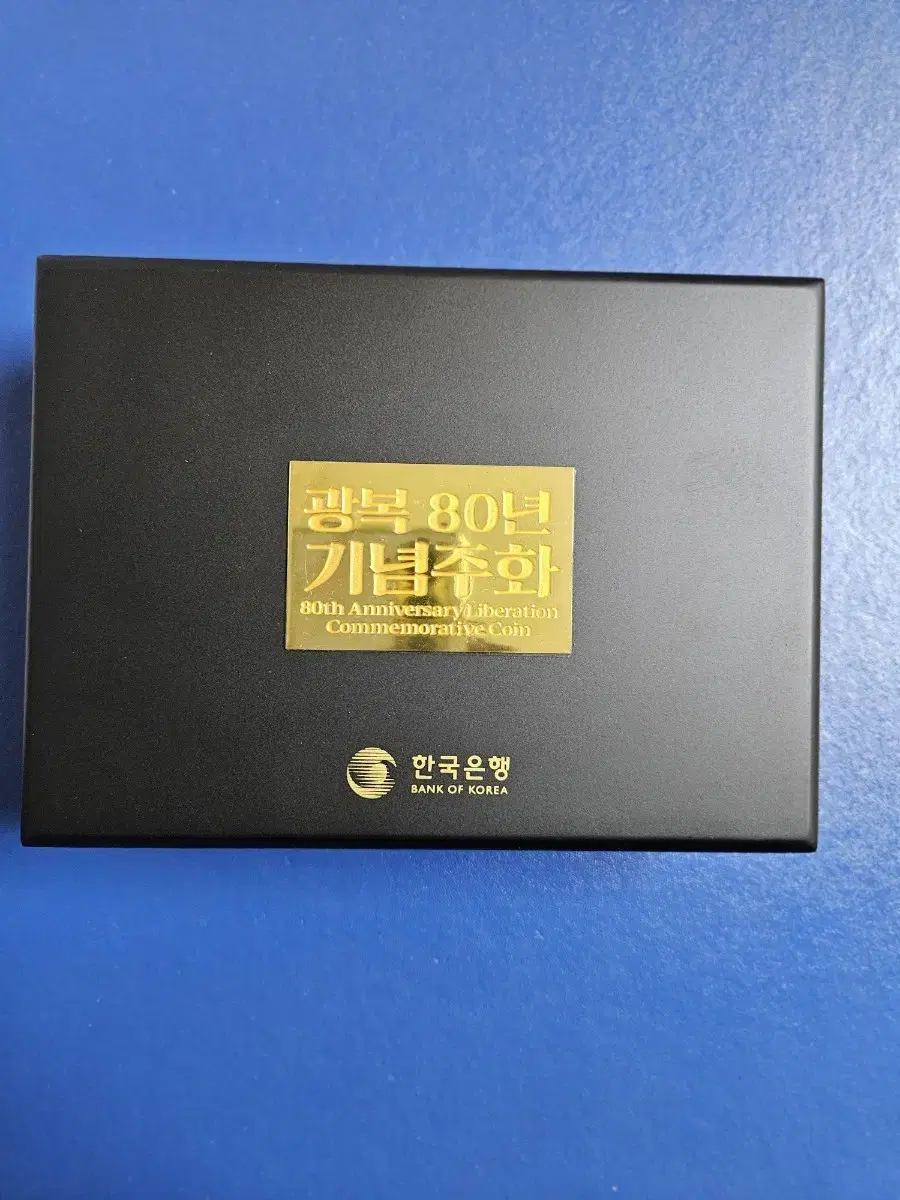 광복 80년
기념주화
80th Anniversary Liberation
Commemorative Coin
한국은행
BANK OF KOREA